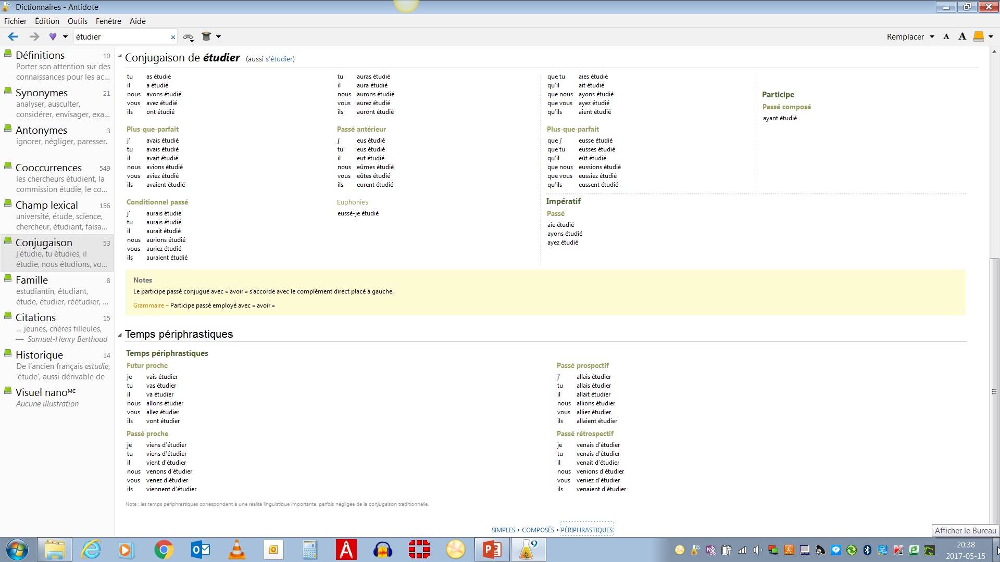 Dictionnaires - Antidote
Fichier Édition Outils Fenêtre Aide
étudier
Remplacer A A
Définitions 10
Porter son attention sur des
connaissances pour les ac...
Synonymes 21
analyser, ausculter,
considérer, envisager, exa...
Antonymes 3
ignorer, négliger, paresser.
Cooccurrences 549
les chercheurs étudient, la
commission étudie, le co...
Champ lexical 156
université, étude, science,
chercheur, étudiant, faisa...
Conjugaison 53
j’étudie, tu étudies, il
étudie, nous étudions, vo...
Famille 8
estudiantin, étudiant,
étude, étudier, réétudier, ...
Citations 15
... jeunes, chères filleules,
— Samuel-Henry Berthoud
Historique 14
De l’ancien français estudie,
‘étude’, aussi dérivable de
Visuel nanoMC
Aucune illustration
Conjugaison de étudier (aussi s’étudier)
tu as étudié
il a étudié
nous avons étudié
vous avez étudié
ils ont étudié
Plus-que-parfait
j’ avais étudié
tu avais étudié
il avait étudié
nous avions étudié
vous aviez étudié
ils avaient étudié
Conditionnel passé
j’ aurais étudié
tu aurais étudié
il aurait étudié
nous aurions étudié
vous auriez étudié
ils auraient étudié
tu auras étudié
il aura étudié
nous aurons étudié
vous aurez étudié
ils auront étudié
Passé antérieur
j’ eus étudié
tu eus étudié
il eut étudié
nous eûmes étudié
vous eûtes étudié
ils eurent étudié
Euphonies
eussé-je étudié
que tu aies étudié
qu’il ait étudié
que nous ayons étudié
que vous ayez étudié
qu’ils aient étudié
Plus-que-parfait
que j’ eusse étudié
que tu eusses étudié
qu’il eût étudié
que nous eussions étudié
que vous eussiez étudié
qu’ils eussent étudié
Impératif
Passé
aie étudié
ayons étudié
ayez étudié
Participe
Passé composé
ayant étudié
Notes
Le participe passé conjugué avec « avoir » s’accorde avec le complément direct placé à gauche.
Grammaire – Participe passé employé avec « avoir »
Temps périphrastiques
Temps périphrastiques
Futur proche
je vais étudier
tu vas étudier
il va étudier
nous allons étudier
vous allez étudier
ils vont étudier
Passé proche
je viens d’étudier
tu viens d’étudier
il vient d’étudier
nous venons d’étudier
vous venez d’étudier
ils viennent d’étudier
Passé prospectif
j’ allais étudier
tu allais étudier
il allait étudier
nous allions étudier
vous alliez étudier
ils allaient étudier
Passé rétrospectif
je venais d’étudier
tu venais d’étudier
il venait d’étudier
nous venions d’étudier
vous veniez d’étudier
ils venaient d’étudier
Note : les temps périphrastiques correspondent à une réalité linguistique importante, parfois négligée de la conjugaison traditionnelle.
SIMPLES • COMPOSÉS • PÉRIPHRASTIQUES
Afficher le Bureau
20:38
2017-05-15